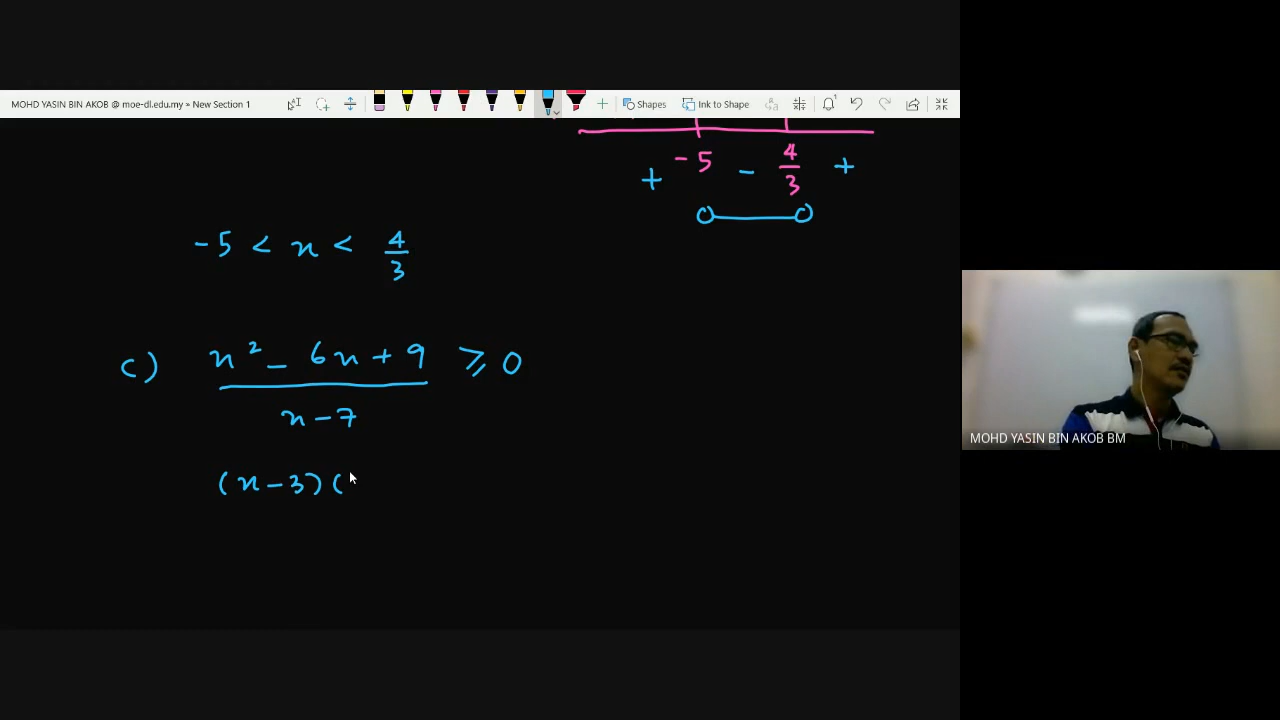 MOHD YASIN BIN AKOB @ moe-dl.edu.my » New Section 1
Shapes
Ink to Shape
+ -5 - 4/3 +
-5 < x < 4/3
c) x² - 6x + 9 ⩾ 0
x - 7
(x - 3) (
MOHD YASIN BIN AKOB BM